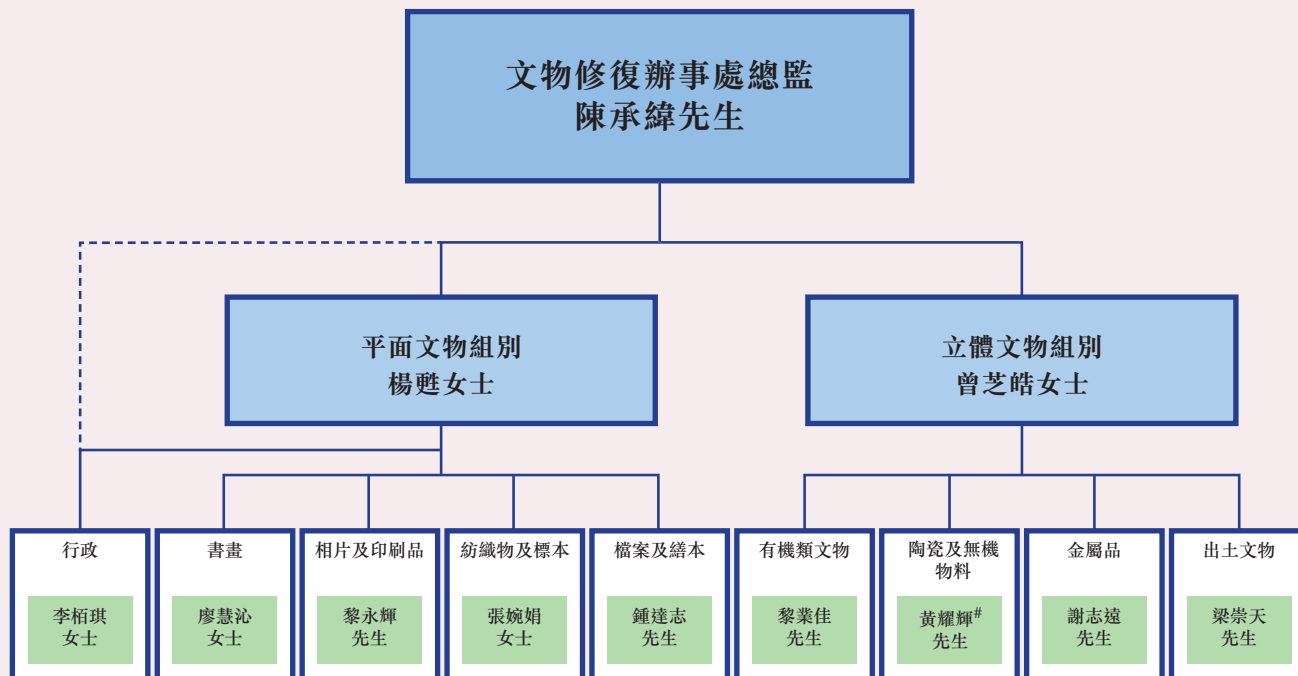 文物修復辦事處總監
陳承緯先生
平面文物組別
楊甦女士
立體文物組別
曾芝皓女士
行政
李栢琪
女士
書畫
廖慧沁
女士
相片及印刷品
黎永輝
先生
紡織物及標本
張婉娟
女士
檔案及繕本
鍾達志
先生
有機類文物
黎業佳
先生
陶瓷及無機
物料
黃耀輝#
先生
金屬品
謝志遠
先生
出土文物
梁崇天
先生